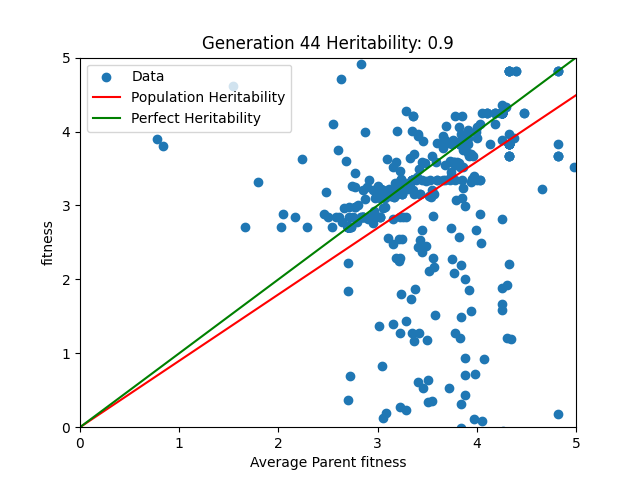 Generation 44 Heritability: 0.9
Data
Population Heritability
Perfect Heritability
5
4
3
2
1
0
fitness
0 1 2 3 4 5
Average Parent fitness